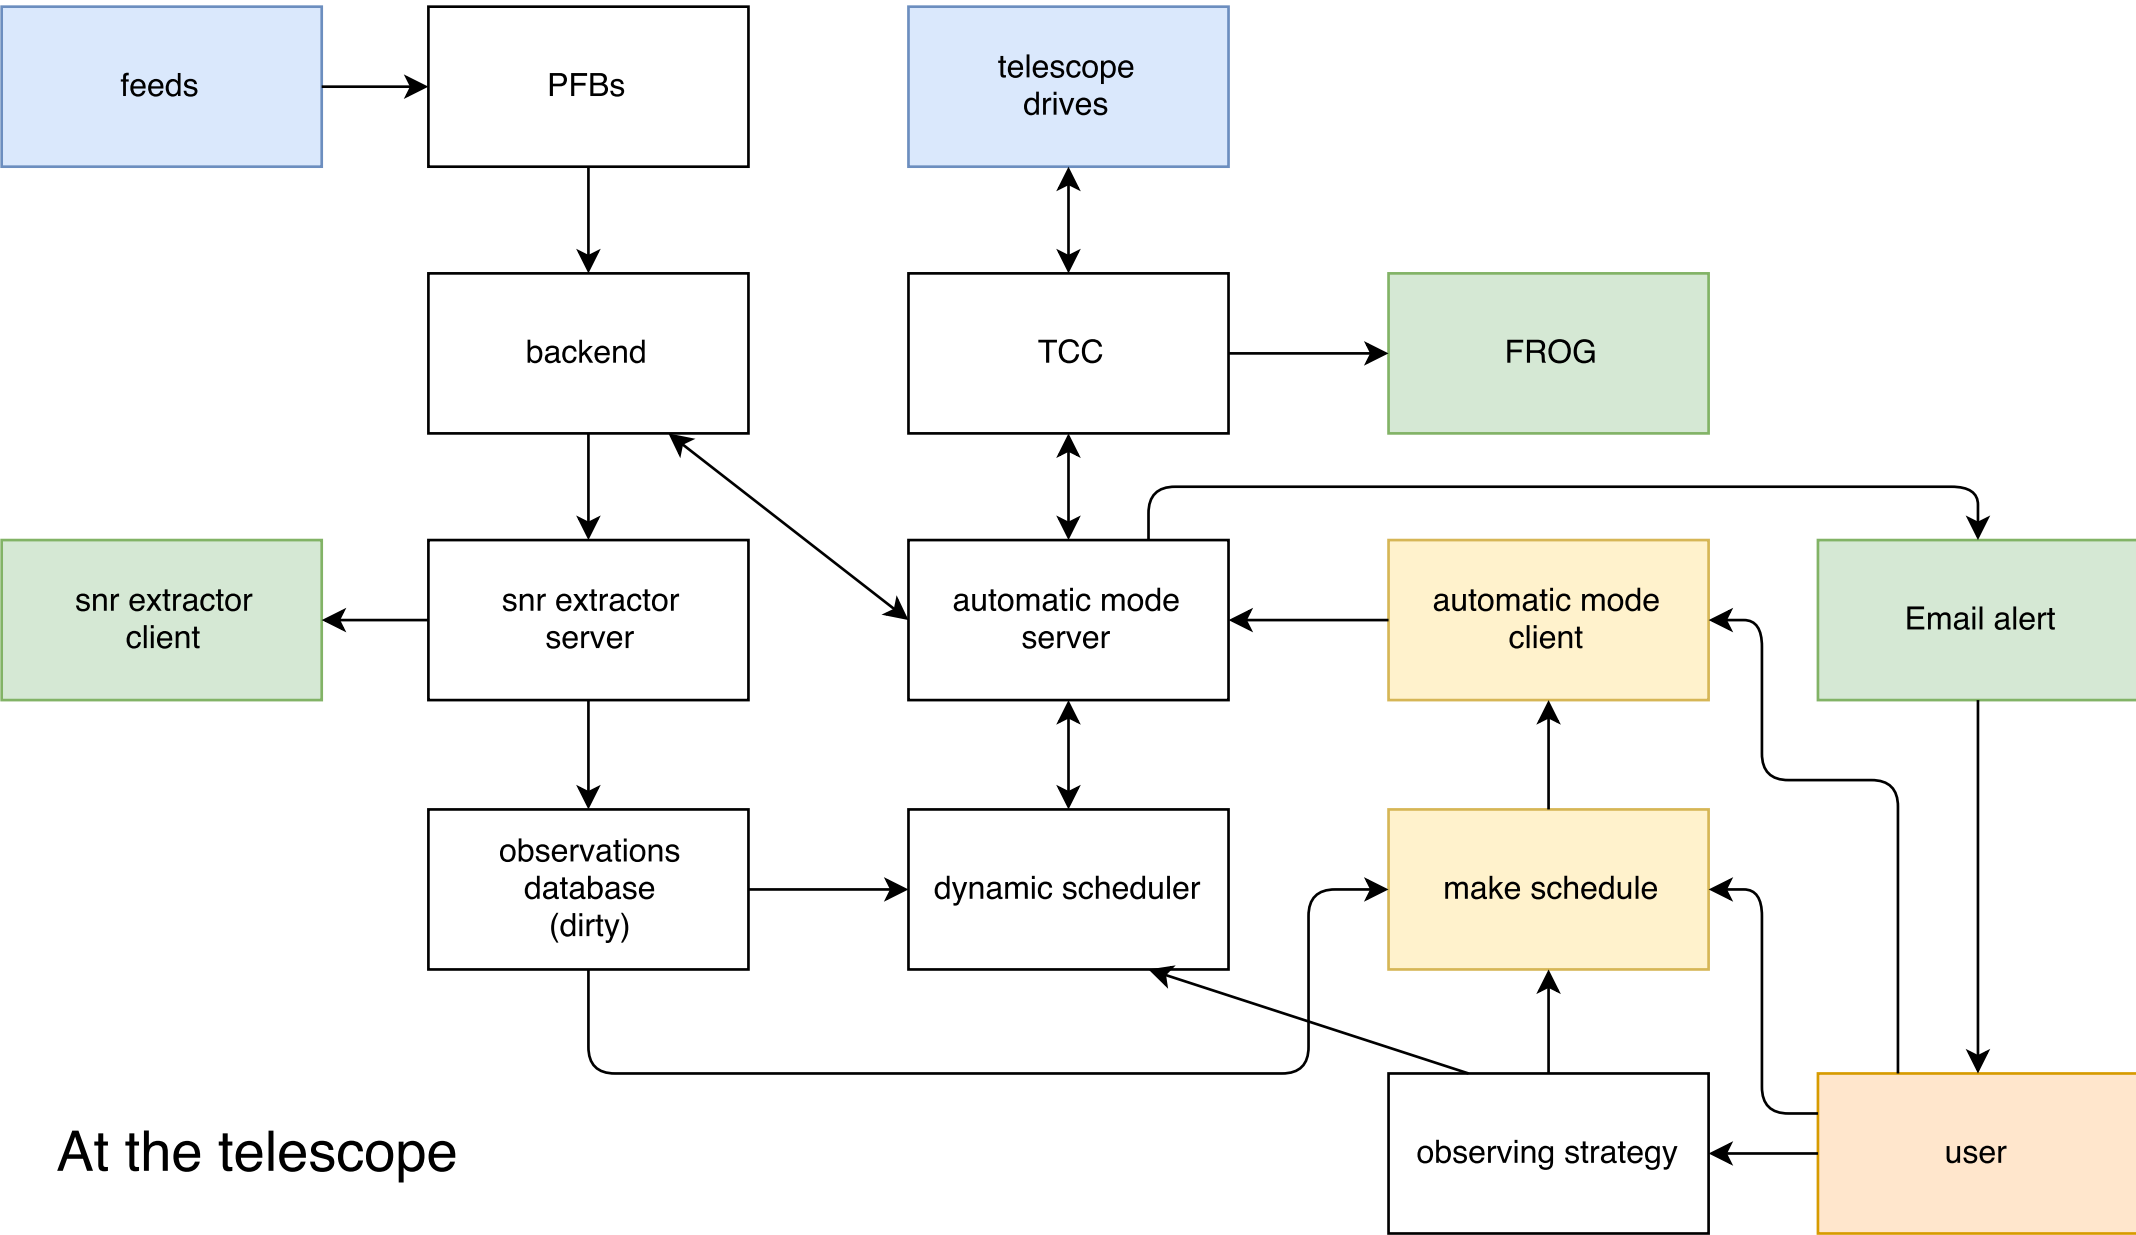 feeds
PFBs
telescope
drives
backend
TCC
FROG
snr extractor
client
snr extractor
server
automatic mode
server
automatic mode
client
Email alert
observations
database
(dirty)
dynamic scheduler
make schedule
At the telescope
observing strategy
user